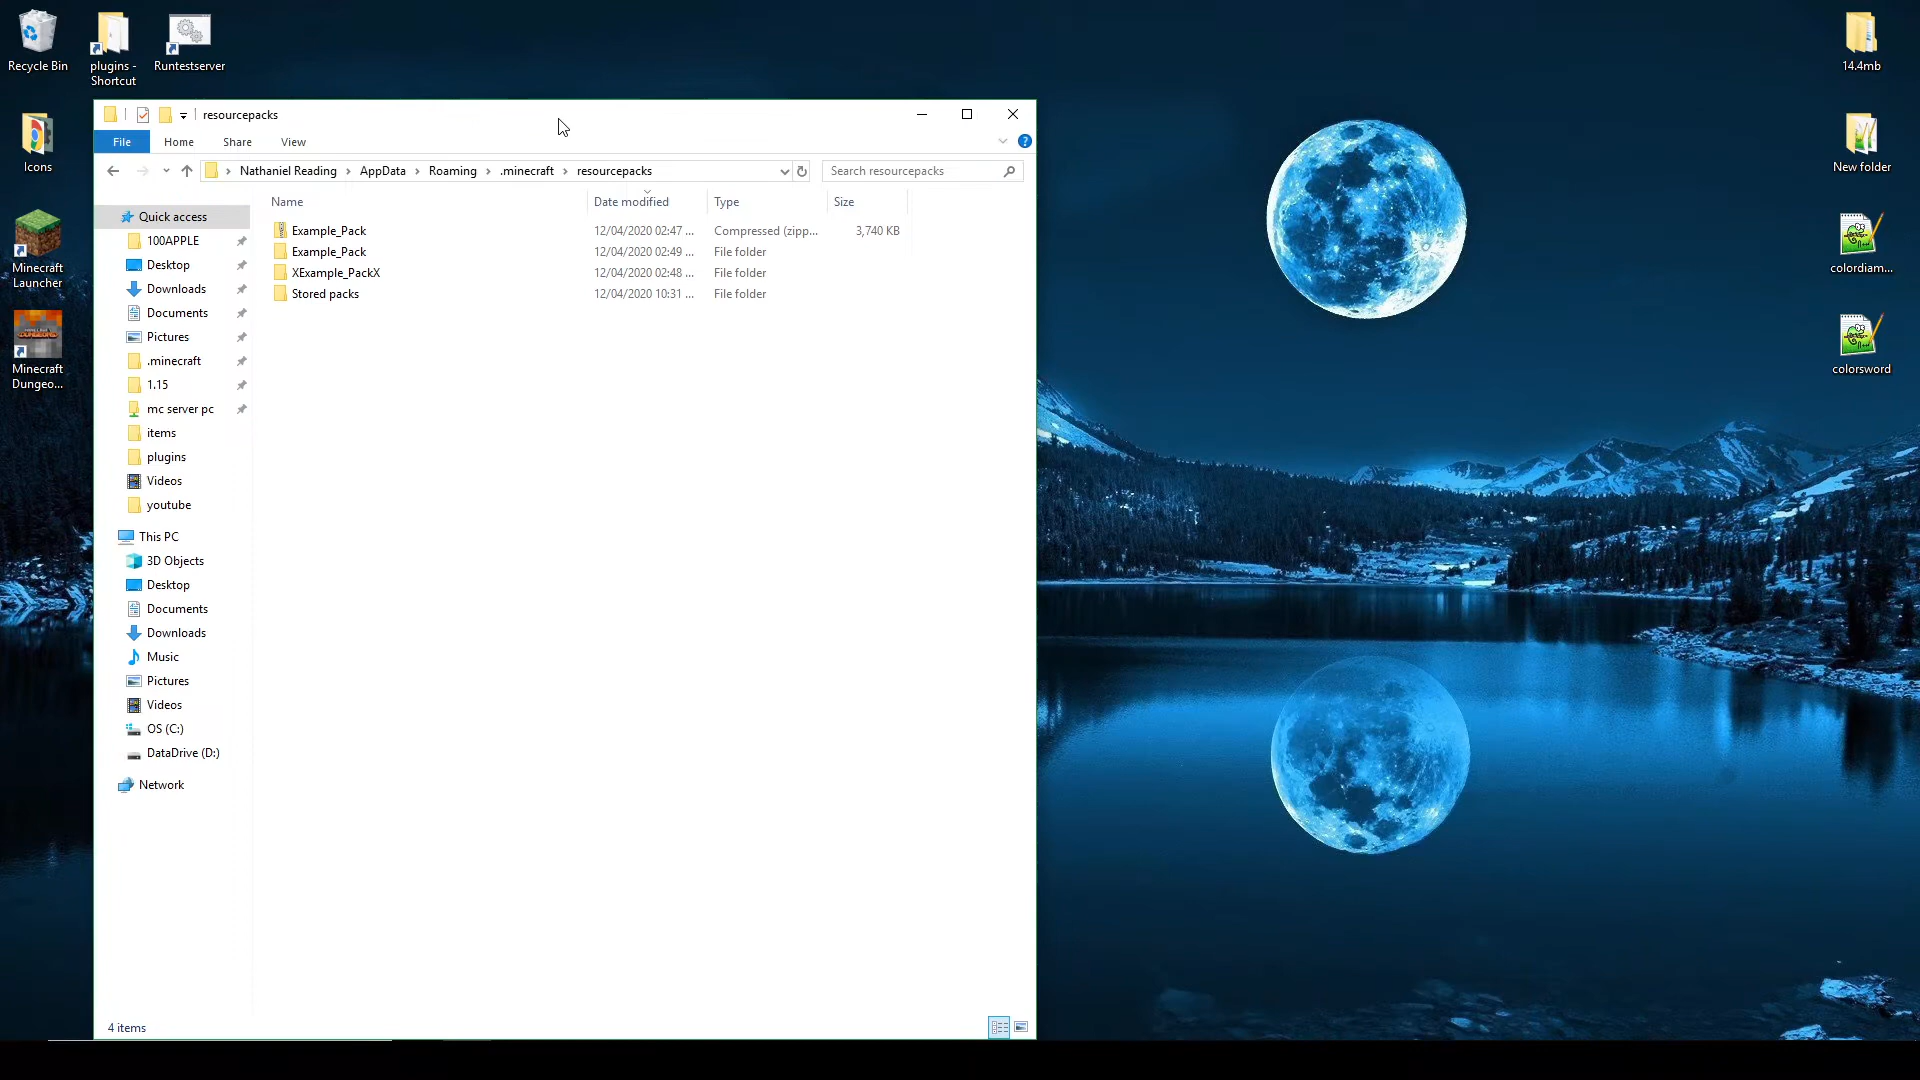 Recycle Bin
plugins -
Shortcut
Runtestserver
Icons
Minecraft
Launcher
Minecraft
Dungeo...
14.4mb
New folder
colordiam...
colorsword
resourcepacks
File Home Share View
Nathaniel Reading AppData Roaming .minecraft resourcepacks
Search resourcepacks
Name Date modified Type Size
Example_Pack 12/04/2020 02:47 ... Compressed (zipp... 3,740 KB
Example_Pack 12/04/2020 02:49 ... File folder
XExample_PackX 12/04/2020 02:48 ... File folder
Stored packs 12/04/2020 10:31 ... File folder
Quick access
100APPLE
Desktop
Downloads
Documents
Pictures
.minecraft
1.15
mc server pc
items
plugins
Videos
youtube
This PC
3D Objects
Desktop
Documents
Downloads
Music
Pictures
Videos
OS (C:)
DataDrive (D:)
Network
4 items